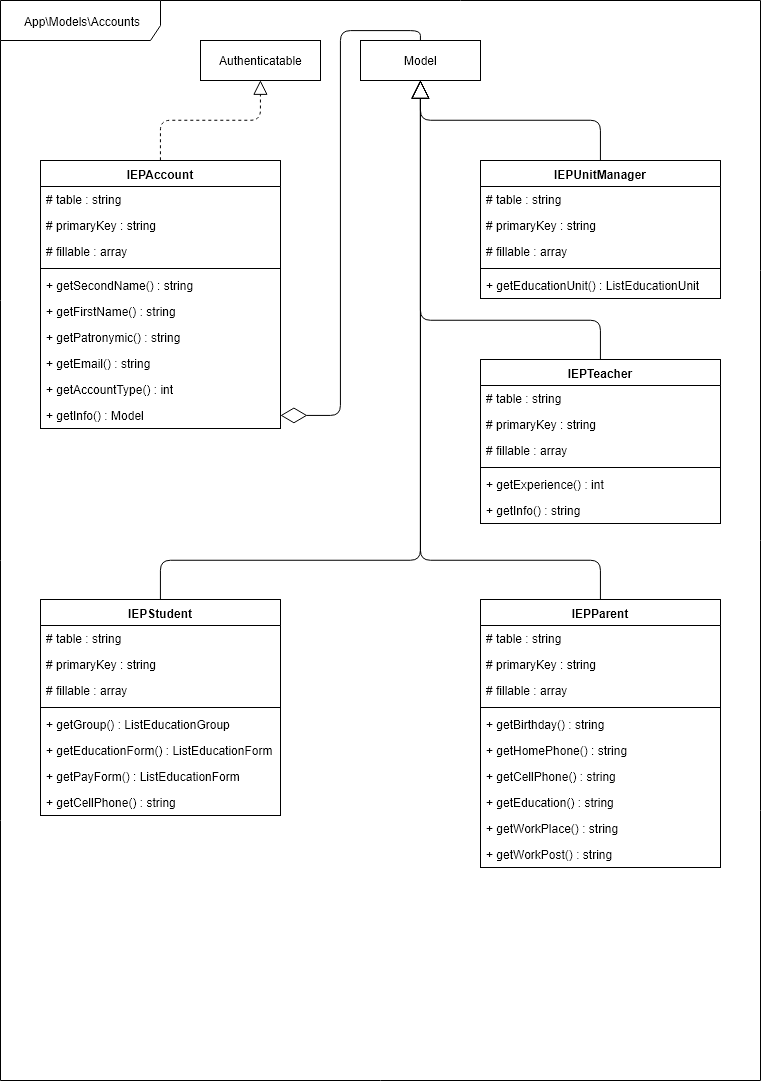 App\Models\Accounts
Authenticatable
Model
IEPAccount
# table : string
# primaryKey : string
# fillable : array
+ getSecondName() : string
+ getFirstName() : string
+ getPatronymic() : string
+ getEmail() : string
+ getAccountType() : int
+ getInfo() : Model
IEPUnitManager
# table : string
# primaryKey : string
# fillable : array
+ getEducationUnit() : ListEducationUnit
IEPTeacher
# table : string
# primaryKey : string
# fillable : array
+ getExperience() : int
+ getInfo() : string
IEPStudent
# table : string
# primaryKey : string
# fillable : array
+ getGroup() : ListEducationGroup
+ getEducationForm() : ListEducationForm
+ getPayForm() : ListEducationForm
+ getCellPhone() : string
IEPParent
# table : string
# primaryKey : string
# fillable : array
+ getBirthday() : string
+ getHomePhone() : string
+ getCellPhone() : string
+ getEducation() : string
+ getWorkPlace() : string
+ getWorkPost() : string